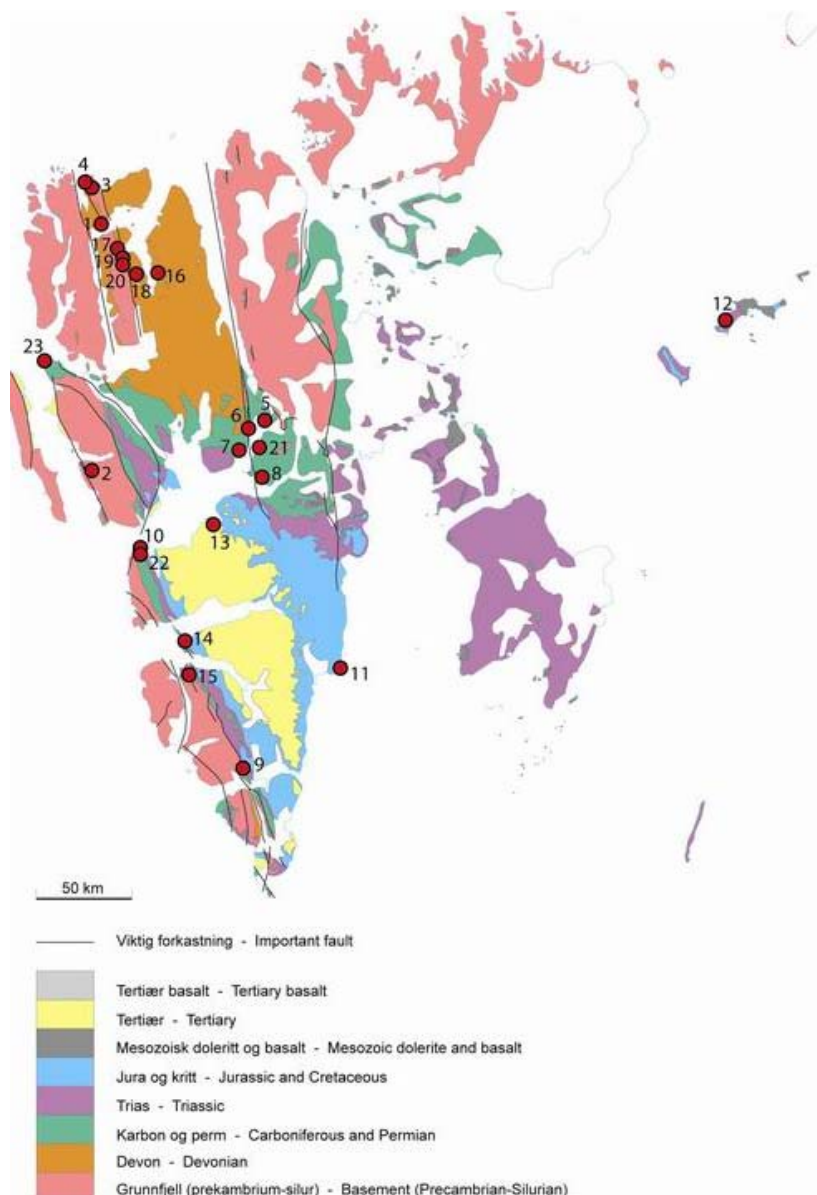 4
3
1
17
19
20
18
16
12
23
5
6
7
21
8
2
13
10
22
14
15
11
9
50 km
Viktig forkastning - Important fault
Tertiær basalt - Tertiary basalt
Tertiær - Tertiary
Mesozoisk doleritt og basalt - Mesozoic dolerite and basalt
Jura og kritt - Jurassic and Cretaceous
Trias - Triassic
Karbon og perm - Carboniferous and Permian
Devon - Devonian
Grunnfjell (prekambrium-silur) - Basement (Precambrian-Silurian)